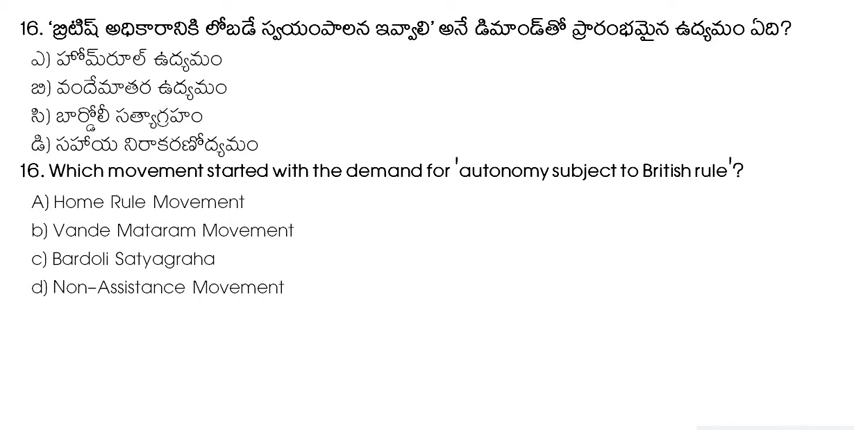 16. ‘బ్రిటిష్ అధికారానికి లోబడే స్వయంపాలన ఇవ్వాలి’ అనే డిమాండ్‌తో ప్రారంభమైన ఉద్యమం ఏది?
ఎ) హోమ్‌రూల్ ఉద్యమం
బి) వందేమాతర ఉద్యమం
సి) బార్డోలీ సత్యాగ్రహం
డి) సహాయ నిరాకరణోద్యమం
16. Which movement started with the demand for 'autonomy subject to British rule'?
A) Home Rule Movement
b) Vande Mataram Movement
c) Bardoli Satyagraha
d) Non-Assistance Movement